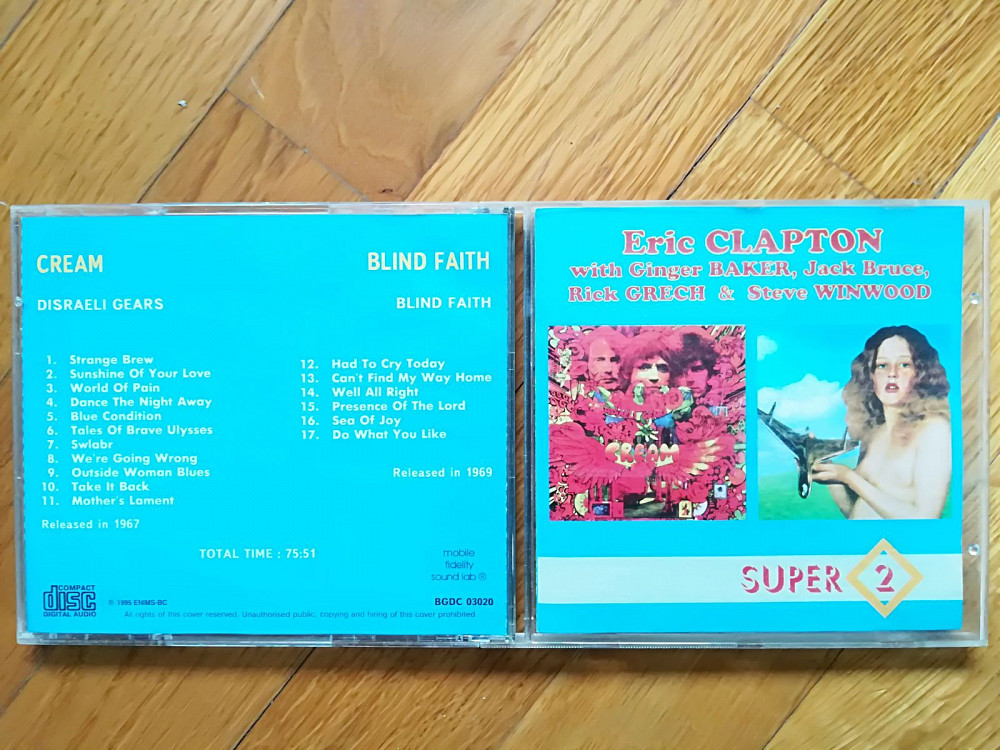 CREAM
BLIND FAITH
DISRAELI GEARS
BLIND FAITH
1. Strange Brew
2. Sunshine Of Your Love
3. World Of Pain
4. Dance The Night Away
5. Blue Condition
6. Tales Of Brave Ulysses
7. Swlabr
8. We're Going Wrong
9. Outside Woman Blues
10. Take It Back
11. Mother's Lament
Released in 1967
12. Had To Cry Today
13. Can't Find My Way Home
14. Well All Right
15. Presence Of The Lord
16. Sea Of Joy
17. Do What You Like
Released in 1969
TOTAL TIME : 75:51
mobile
fidelity
sound lab ®
COMPACT
disc
DIGITAL AUDIO
© 1995 ENIMS-BC
BGDC 03020
All rights of this cover reserved. Unauthorised public, copying and hiring of this cover prohibited.
Eric CLAPTON
with Ginger BAKER, Jack Bruce,
Rick GRECH & Steve WINWOOD
CREAM
SUPER 2